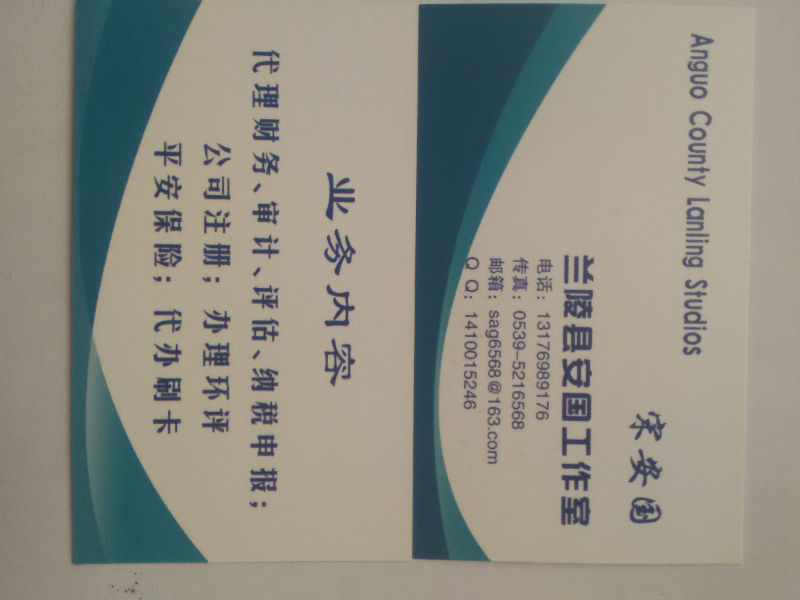 Anguo County Lanling Studios
宋安国
兰陵县安国工作室
电话：13176989176
传真：0539-5216568
邮箱：sag6568@163.com
Q Q：1410015246
业务内容
代理财务、审计、评估、纳税申报；
公司注册；办理环评
平安保险；代办刷卡